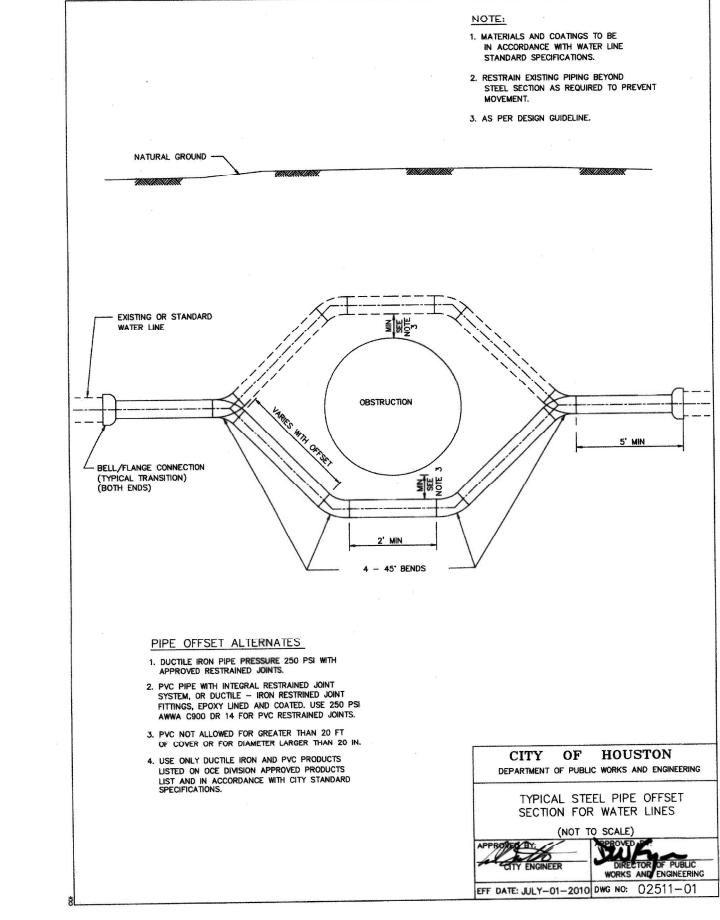 NOTE:
1. MATERIALS AND COATINGS TO BE
IN ACCORDANCE WITH WATER LINE
STANDARD SPECIFICATIONS.
2. RESTRAIN EXISTING PIPING BEYOND
STEEL SECTION AS REQUIRED TO PREVENT
MOVEMENT.
3. AS PER DESIGN GUIDELINE.
NATURAL GROUND
EXISTING OR STANDARD
WATER LINE
MIN
SEE
NOTE
3
OBSTRUCTION
VARIES WITH OFFSET
5' MIN
BELL/FLANGE CONNECTION
(TYPICAL TRANSITION)
(BOTH ENDS)
MIN
SEE
NOTE 3
2' MIN
4 – 45° BENDS
PIPE OFFSET ALTERNATES
1. DUCTILE IRON PIPE PRESSURE 250 PSI WITH
APPROVED RESTRAINED JOINTS.
2. PVC PIPE WITH INTEGRAL RESTRAINED JOINT
SYSTEM, OR DUCTILE – IRON RESTRINED JOINT
FITTINGS, EPOXY LINED AND COATED. USE 250 PSI
AWWA C900 DR 14 FOR PVC RESTRAINED JOINTS.
3. PVC NOT ALLOWED FOR GREATER THAN 20 FT
OF COVER OR FOR DIAMETER LARGER THAN 20 IN.
4. USE ONLY DUCTILE IRON AND PVC PRODUCTS
LISTED ON OCE DIVISION APPROVED PRODUCTS
LIST AND IN ACCORDANCE WITH CITY STANDARD
SPECIFICATIONS.
CITY OF HOUSTON
DEPARTMENT OF PUBLIC WORKS AND ENGINEERING
TYPICAL STEEL PIPE OFFSET
SECTION FOR WATER LINES
(NOT TO SCALE)
APPROVED BY:
CITY ENGINEER
APPROVED BY:
DIRECTOR OF PUBLIC
WORKS AND ENGINEERING
EFF DATE: JULY-01-2010
DWG NO: 02511-01
8